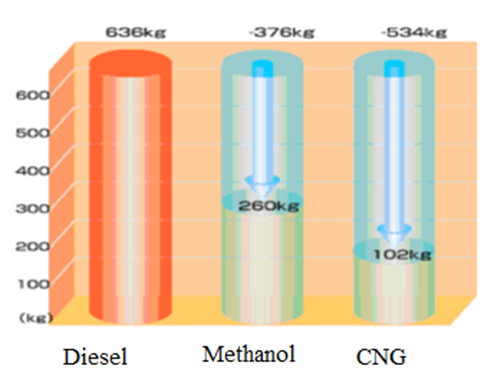 636kg -376kg -534kg
600
500
400
300
260kg
200
102kg
100
(kg)
Diesel Methanol CNG